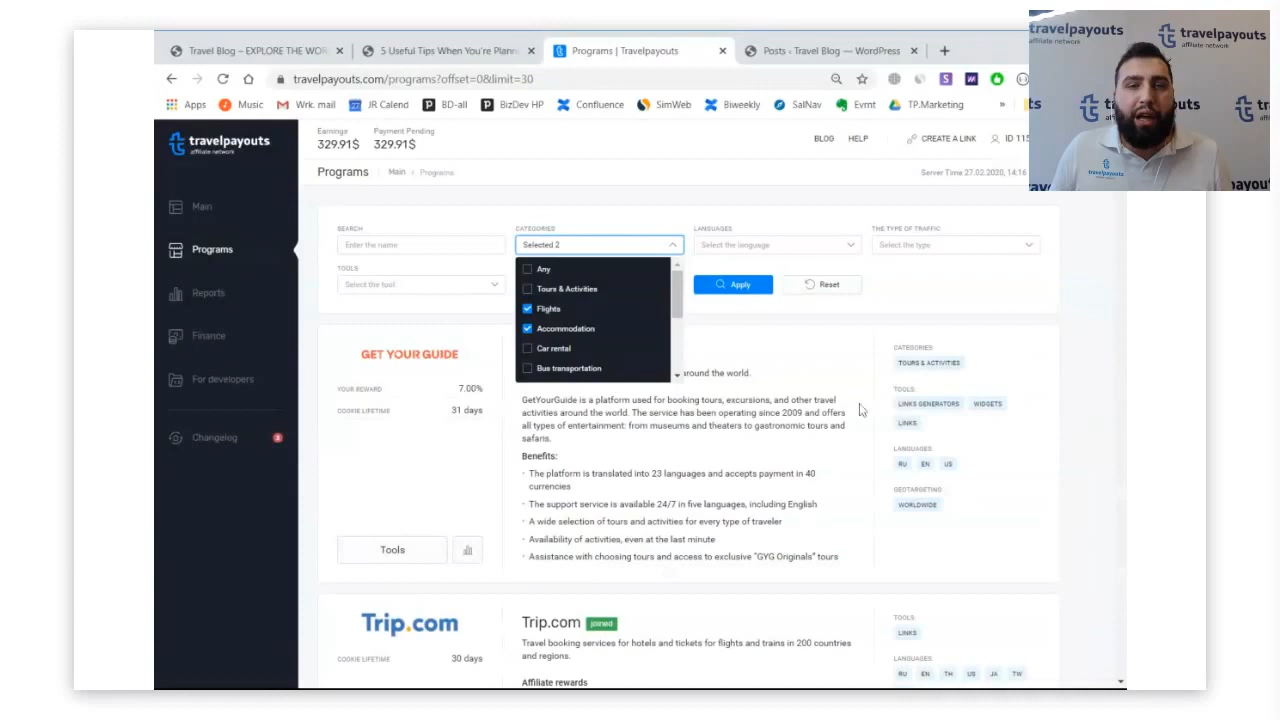 Travel Blog – EXPLORE THE WOR
5 Useful Tips When You're Plann
Programs | Travelpayouts
Posts ‹ Travel Blog — WordPress
travelpayouts.com/programs?offset=0&limit=30
Apps
Music
Wrk. mail
JR Calend
BD-all
BizDev HP
Confluence
SimWeb
Biweekly
SalNav
Evrnt
TP.Marketing
»
travelpayouts
affiliate network
Earning
329.91$
Payment Pending
329.91$
BLOG
HELP
CREATE A LINK
ID 115
Programs
Main
Programs
Server Time 27.02.2020, 14:16
Main
Programs
Reports
Finance
For developers
Changelog
SEARCH
Enter the name
CATEGORIES
Selected 2
LANGUAGES
Select the language
THE TYPE OF TRAFFIC
Select the type
TOOLS
Select the tool
Any
Tours & Activities
Flights
Accommodation
Car rental
Bus transportation
Apply
Reset
GET YOUR GUIDE
YOUR REWARD
7.00%
COOKIE LIFETIME
31 days
around the world.
GetYourGuide is a platform used for booking tours, excursions, and other travel
activities around the world. The service has been operating since 2009 and offers
all types of entertainment: from museums and theaters to gastronomic tours and
safaris.
Benefits:
· The platform is translated into 23 languages and accepts payment in 40
currencies
· The support service is available 24/7 in five languages, including English
· A wide selection of tours and activities for every type of traveler
· Availability of activities, even at the last minute
· Assistance with choosing tours and access to exclusive "GYG Originals" tours
Tools
CATEGORIES
TOURS & ACTIVITIES
TOOLS
LINKS GENERATORS
WIDGETS
LINKS
LANGUAGES
RU
EN
US
GEOTARGETING
WORLDWIDE
Trip.com
COOKIE LIFETIME
30 days
Trip.com
joined
Travel booking services for hotels and tickets for flights and trains in 200 countries
and regions.
Affiliate rewards
TOOLS
LINKS
LANGUAGES
RU
EN
TH
US
JA
TW
travelpayouts
affiliate network
travelpayouts
affiliate network
travelpayouts